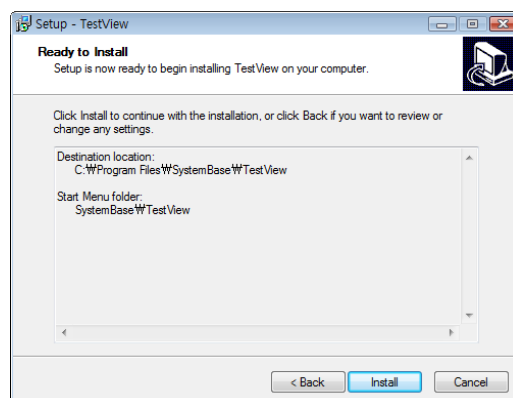 Setup - TestView
Ready to Install
Setup is now ready to begin installing TestView on your computer.
Click Install to continue with the installation, or click Back if you want to review or
change any settings.
Destination location:
C:₩Program Files₩SystemBase₩TestView
Start Menu folder:
SystemBase₩TestView
< Back Install Cancel